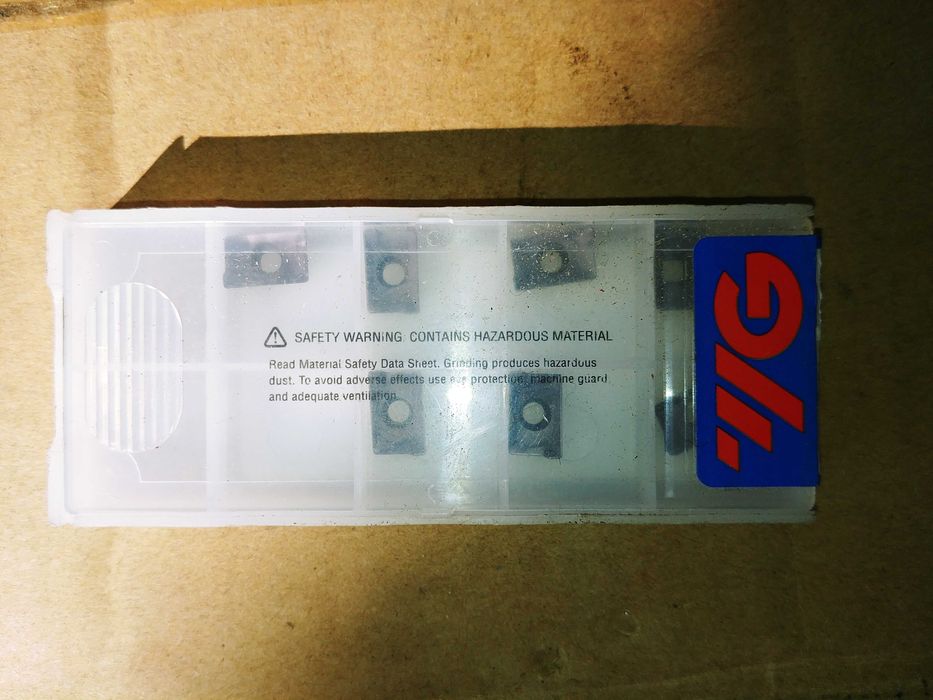 SAFETY WARNING CONTAINS HAZARDOUS MATERIAL
Read Material Safety Data Sheet. Grinding produces hazardous
dust. To avoid adverse effects use eye protection, machine guard
and adequate ventilation.
YG